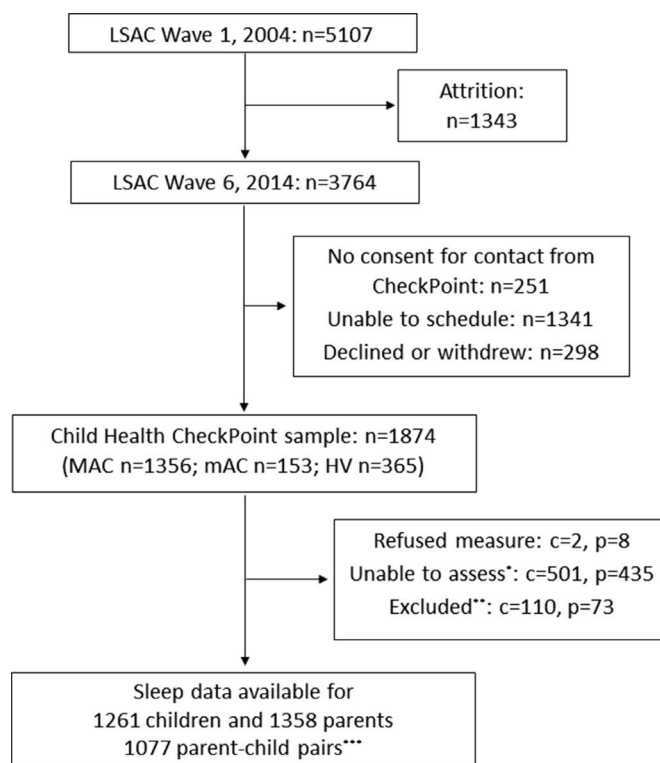 LSAC Wave 1, 2004: n=5107
Attrition:
n=1343
LSAC Wave 6, 2014: n=3764
No consent for contact from
CheckPoint: n=251
Unable to schedule: n=1341
Declined or withdrew: n=298
Child Health CheckPoint sample: n=1874
(MAC n=1356; mAC n=153; HV n=365)
Refused measure: c=2, p=8
Unable to assess*: c=501, p=435
Excluded**: c=110, p=73
Sleep data available for
1261 children and 1358 parents
1077 parent-child pairs***